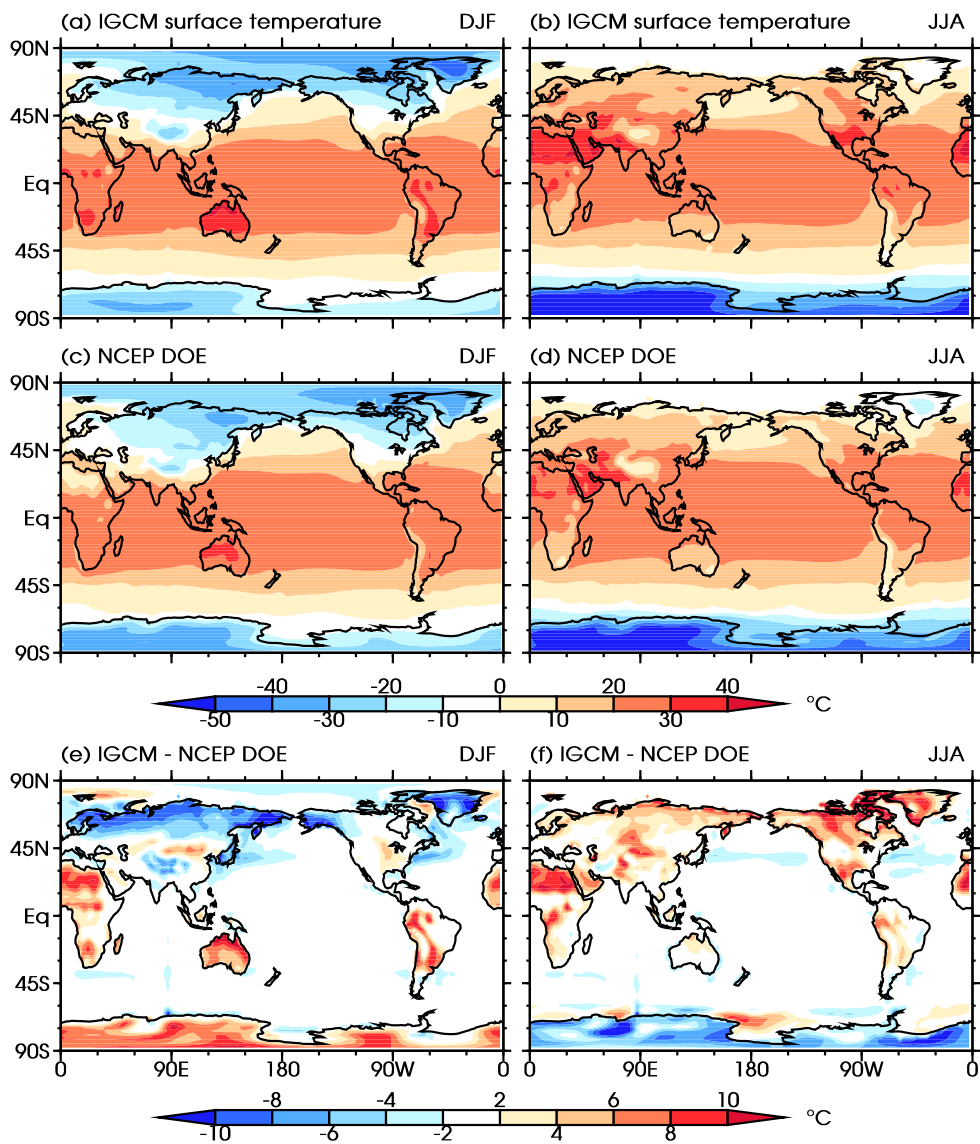 (a) IGCM surface temperature DJF
(b) IGCM surface temperature JJA
90N
45N
Eq
45S
90S
(c) NCEP DOE DJF
(d) NCEP DOE JJA
90N
45N
Eq
45S
90S
-40 -20 0 20 40
-50 -30 -10 10 30
°C
(e) IGCM - NCEP DOE DJF
(f) IGCM - NCEP DOE JJA
90N
45N
Eq
45S
90S
0 90E 180 90W 0 90E 180 90W 0
-8 -4 2 6 10
-10 -6 -2 4 8
°C